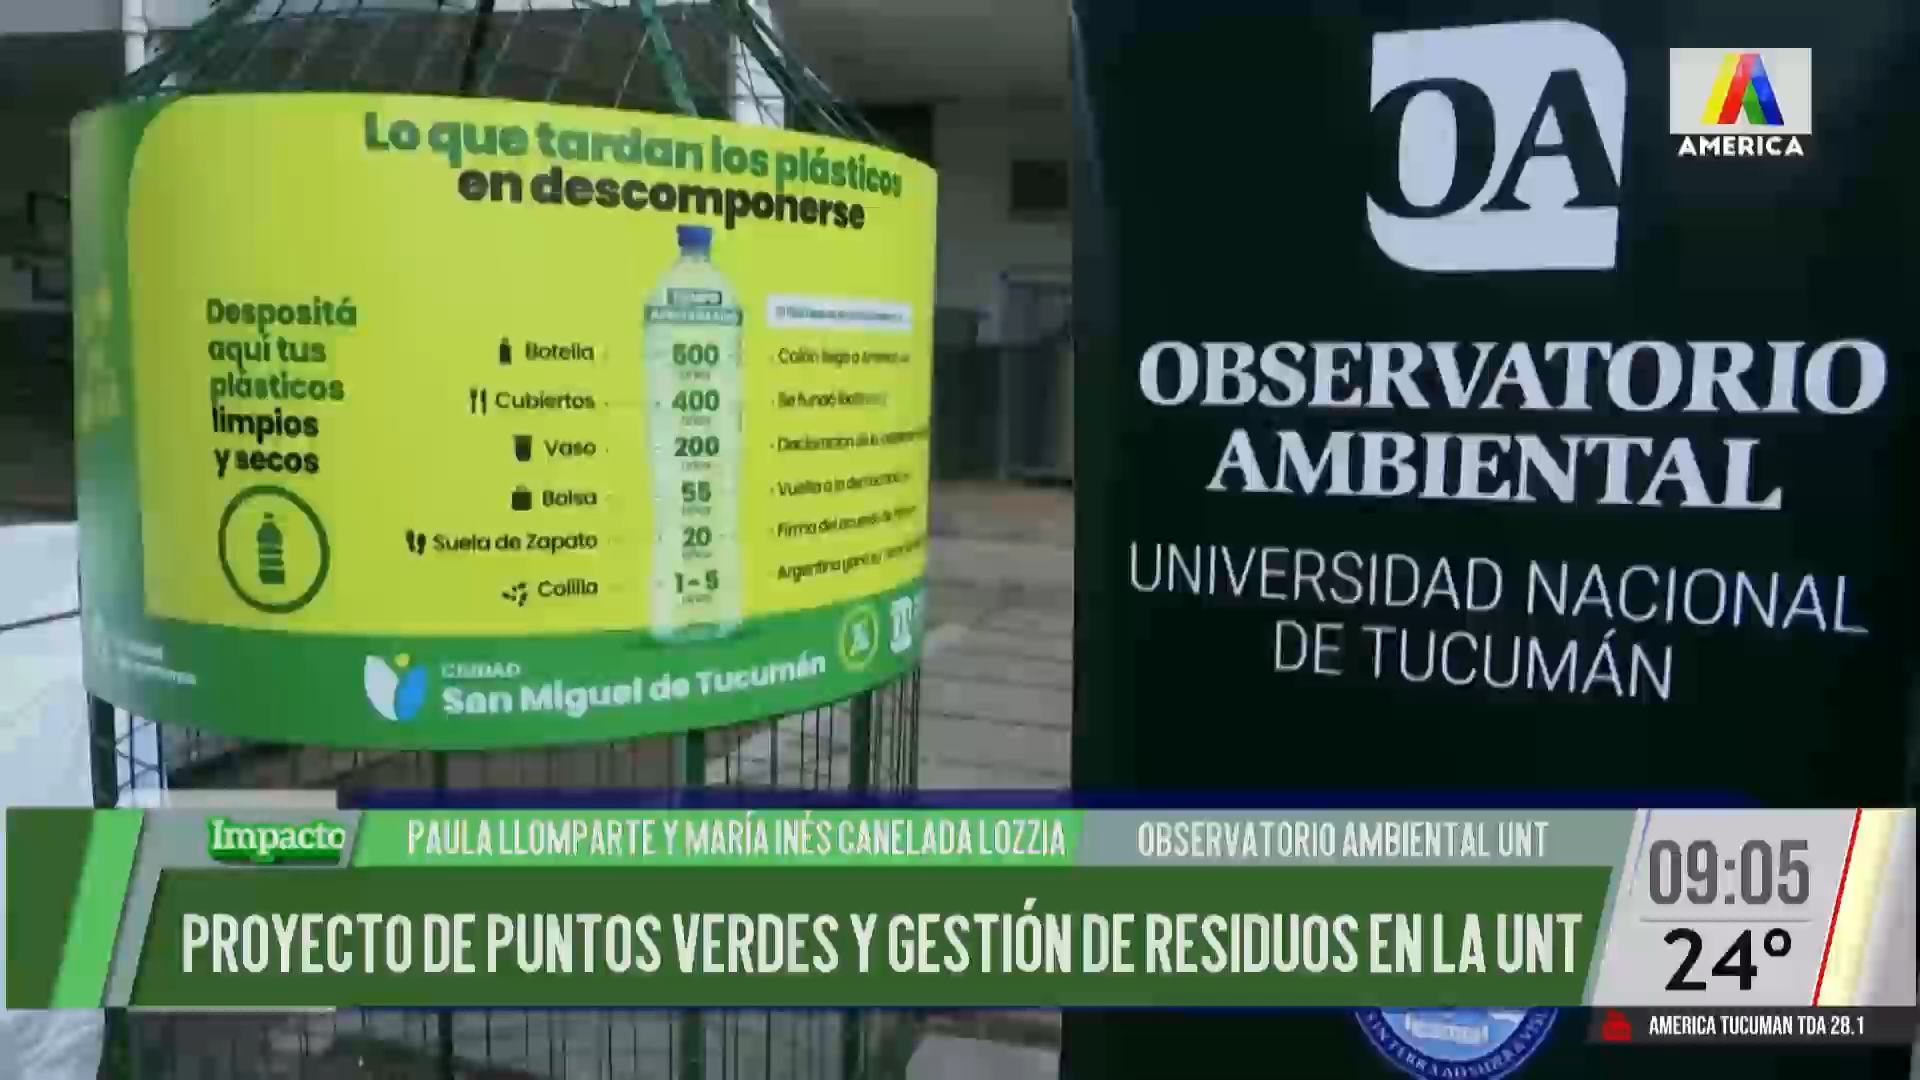 Lo que tardan los plásticos
en descomponerse
Despositá
aquí tus
plásticos
limpios
y secos
Botella
500
Cubiertos
400
Vaso
200
Bolsa
55
Suela de Zapato
20
Colilla
1-5
CIUDAD
San Miguel de Tucumán
OA
OBSERVATORIO
AMBIENTAL
UNIVERSIDAD NACIONAL
DE TUCUMÁN
AMERICA
Impacto
PAULA LLOMPARTE Y MARÍA INÉS CANELADA LOZZIA
OBSERVATORIO AMBIENTAL UNT
PROYECTO DE PUNTOS VERDES Y GESTIÓN DE RESIDUOS EN LA UNT
09:05
24°
AMERICA TUCUMAN TDA 28.1